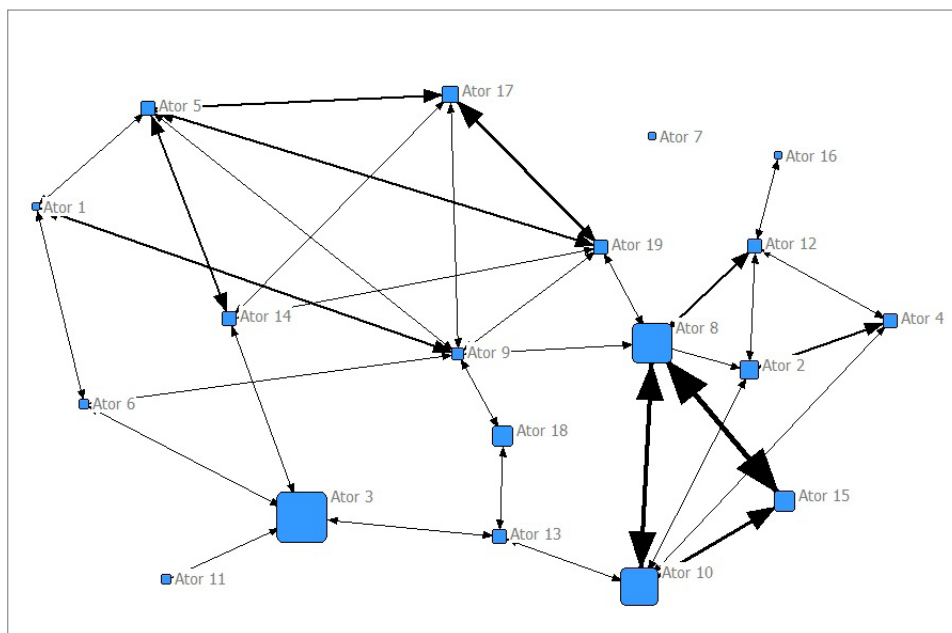 Ator 17
Ator 5
Ator 7
Ator 16
Ator 1
Ator 19
Ator 12
Ator 14
Ator 8
Ator 4
Ator 9
Ator 2
Ator 6
Ator 18
Ator 3
Ator 15
Ator 13
Ator 11
Ator 10